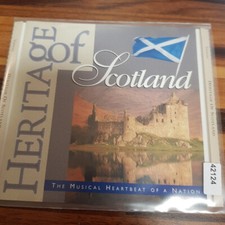 HERITAGE
of
Scotland
THE MUSICAL HEARTBEAT OF A NATION
42124